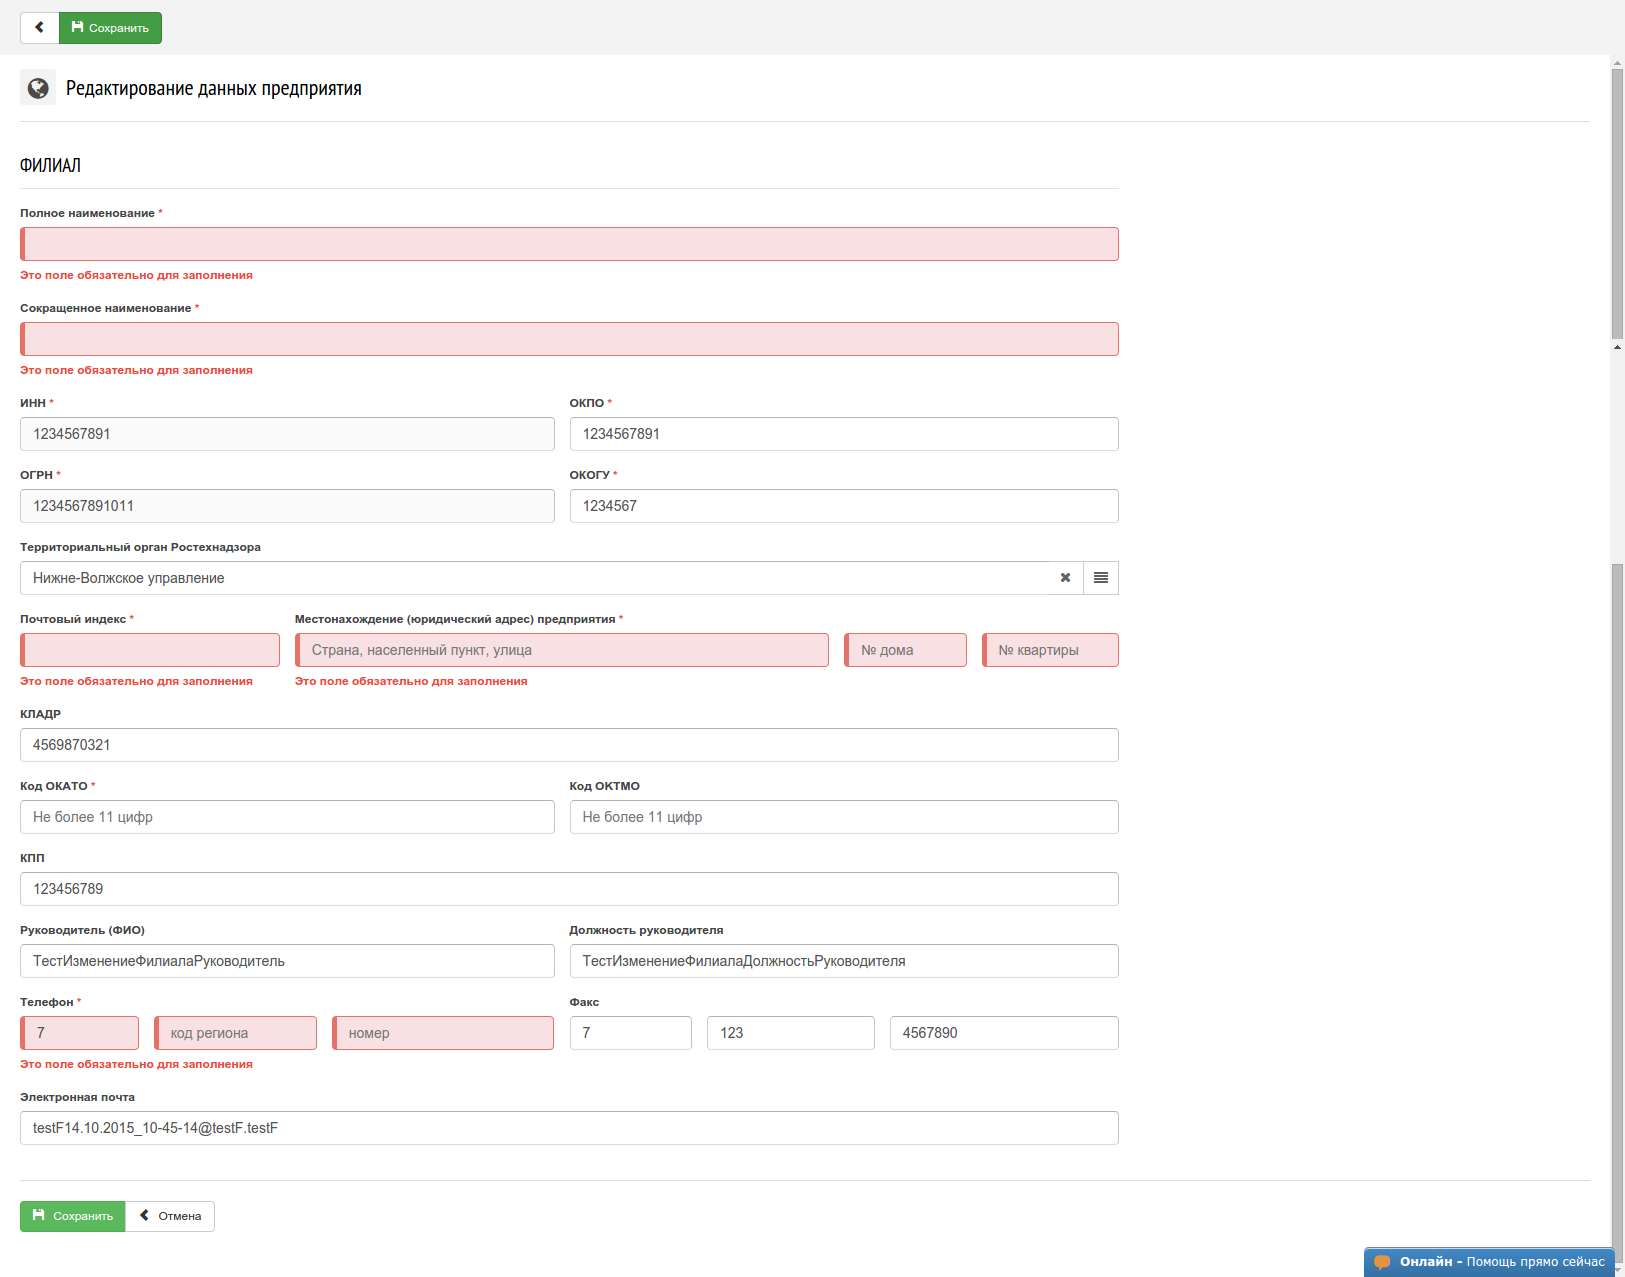 Сохранить
Редактирование данных предприятия
ФИЛИАЛ
Полное наименование *
Это поле обязательно для заполнения
Сокращенное наименование *
Это поле обязательно для заполнения
ИНН * ОКПО *
1234567891 1234567891
ОГРН * ОКОГУ *
1234567891011 1234567
Территориальный орган Ростехнадзора
Нижне-Волжское управление
Почтовый индекс * Местонахождение (юридический адрес) предприятия *
Страна, населенный пункт, улица № дома № квартиры
Это поле обязательно для заполнения Это поле обязательно для заполнения
КЛАДР
4569870321
Код ОКАТО * Код ОКТМО
Не более 11 цифр Не более 11 цифр
КПП
123456789
Руководитель (ФИО) Должность руководителя
ТестИзменениеФилиалаРуководитель ТестИзменениеФилиалаДолжностьРуководителя
Телефон * Факс
7 код региона номер 7 123 4567890
Это поле обязательно для заполнения
Электронная почта
testF14.10.2015_10-45-14@testF.testF
Сохранить Отмена
Онлайн - Помощь прямо сейчас